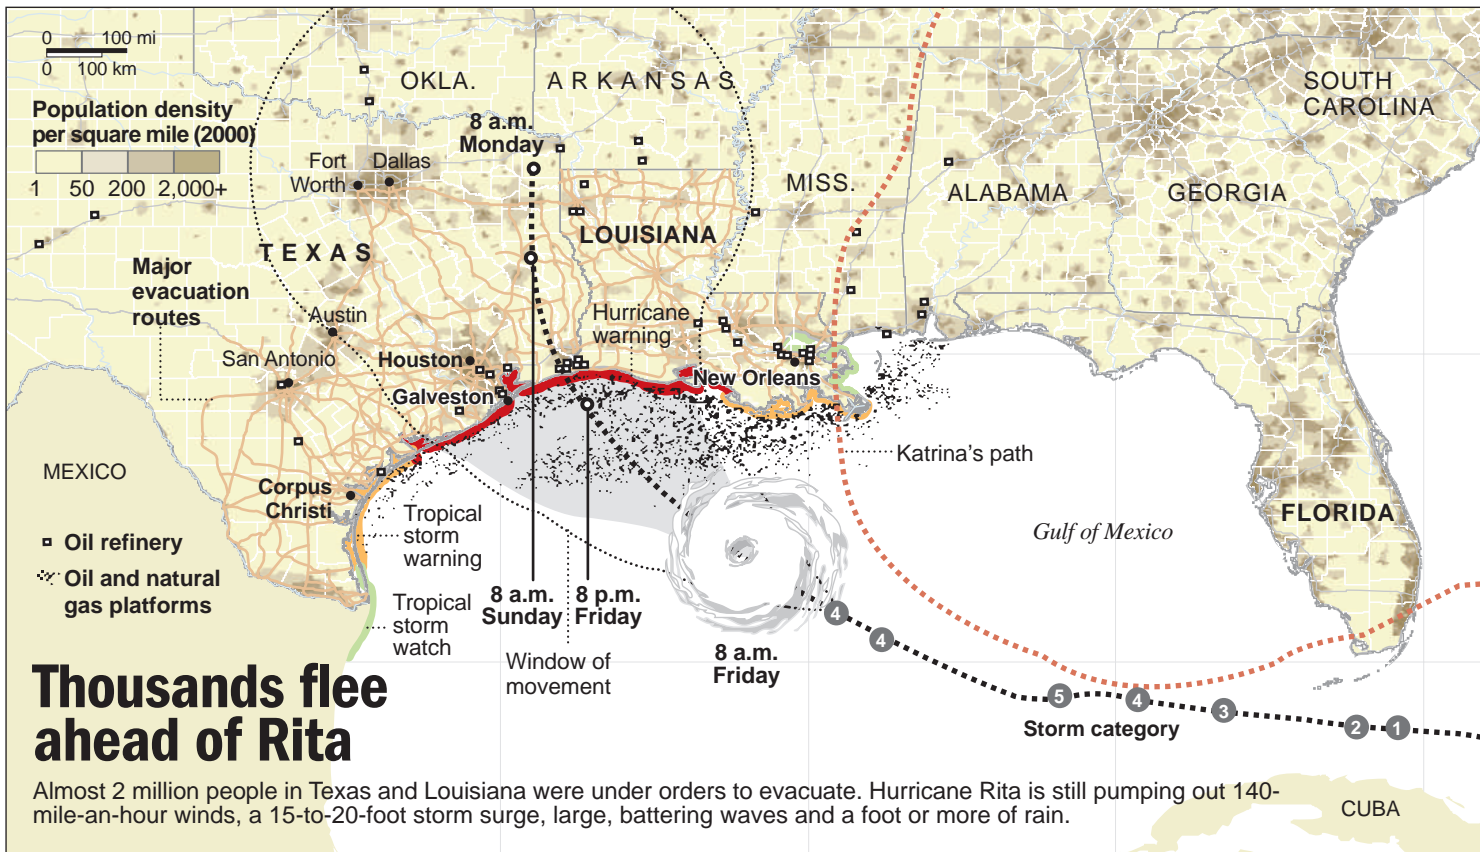 0 100 mi
0 100 km
Population density
per square mile (2000)
1 50 200 2,000+
OKLA.
ARKANSAS
SOUTH
CAROLINA
8 a.m.
Monday
Fort
Worth
Dallas
MISS.
ALABAMA
GEORGIA
TEXAS
LOUISIANA
Major
evacuation
routes
Austin
Hurricane
warning
San Antonio
Houston
New Orleans
Galveston
Katrina's path
MEXICO
Corpus
Christi
Tropical
storm
warning
Gulf of Mexico
FLORIDA
Oil refinery
Oil and natural
gas platforms
Tropical
storm
watch
8 a.m.
Sunday
8 p.m.
Friday
Window of
movement
8 a.m.
Friday
4
4
5
4
3
2
1
Storm category
Thousands flee
ahead of Rita
Almost 2 million people in Texas and Louisiana were under orders to evacuate. Hurricane Rita is still pumping out 140-
mile-an-hour winds, a 15-to-20-foot storm surge, large, battering waves and a foot or more of rain.
CUBA